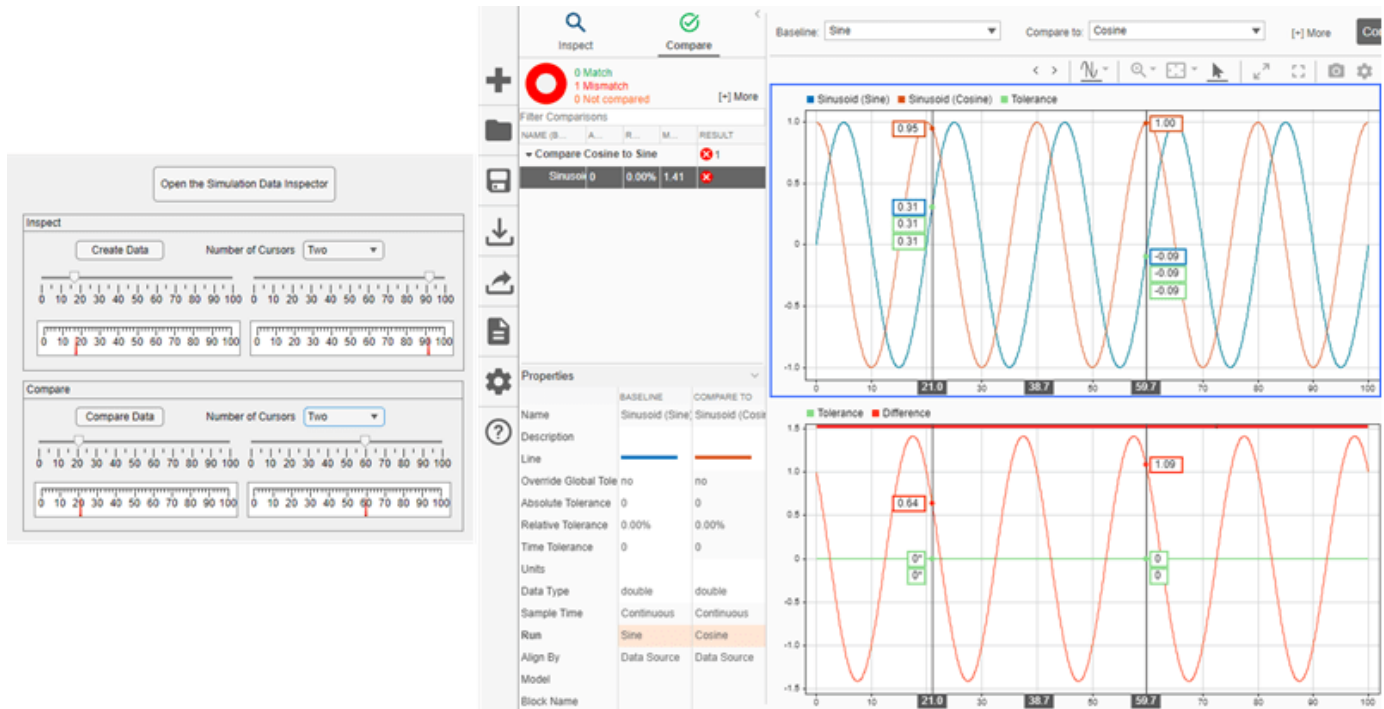 Open the Simulation Data Inspector
Inspect
Create Data Number of Cursors Two
0 10 20 30 40 50 60 70 80 90 100 0 10 20 30 40 50 60 70 80 90 100
0 10 20 30 40 50 60 70 80 90 100 0 10 20 30 40 50 60 70 80 90 100
Compare
Compare Data Number of Cursors Two
0 10 20 30 40 50 60 70 80 90 100 0 10 20 30 40 50 60 70 80 90 100
0 10 20 30 40 50 60 70 80 90 100 0 10 20 30 40 50 60 70 80 90 100
Inspect Compare
0 Match
1 Mismatch
0 Not compared [+] More
Filter Comparisons
NAME (B... A... R... M... RESULT
Compare Cosine to Sine 1
Sinusoi 0 0.00% 1.41
Properties
BASELINE COMPARE TO
Name Sinusoid (Sine) Sinusoid (Cosin
Description
Line
Override Global Tole no no
Absolute Tolerance 0 0
Relative Tolerance 0.00% 0.00%
Time Tolerance 0 0
Units
Data Type double double
Sample Time Continuous Continuous
Run Sine Cosine
Align By Data Source Data Source
Model
Block Name
Baseline: Sine Compare to: Cosine [+] More Co
Sinusoid (Sine) Sinusoid (Cosine) Tolerance
1.0 0.95 1.00
0.5
0.31
0.31
0 0.31
-0.09
-0.09
-0.09
-0.5
-1.0
0 10 21.0 30 38.7 50 59.7 70 80 90 100
Tolerance Difference
1.5
1.0 1.09
0.5 0.64
0 0* 0
0* 0
-0.5
-1.0
-1.5
0 10 21.0 30 38.7 50 59.7 70 80 90 100